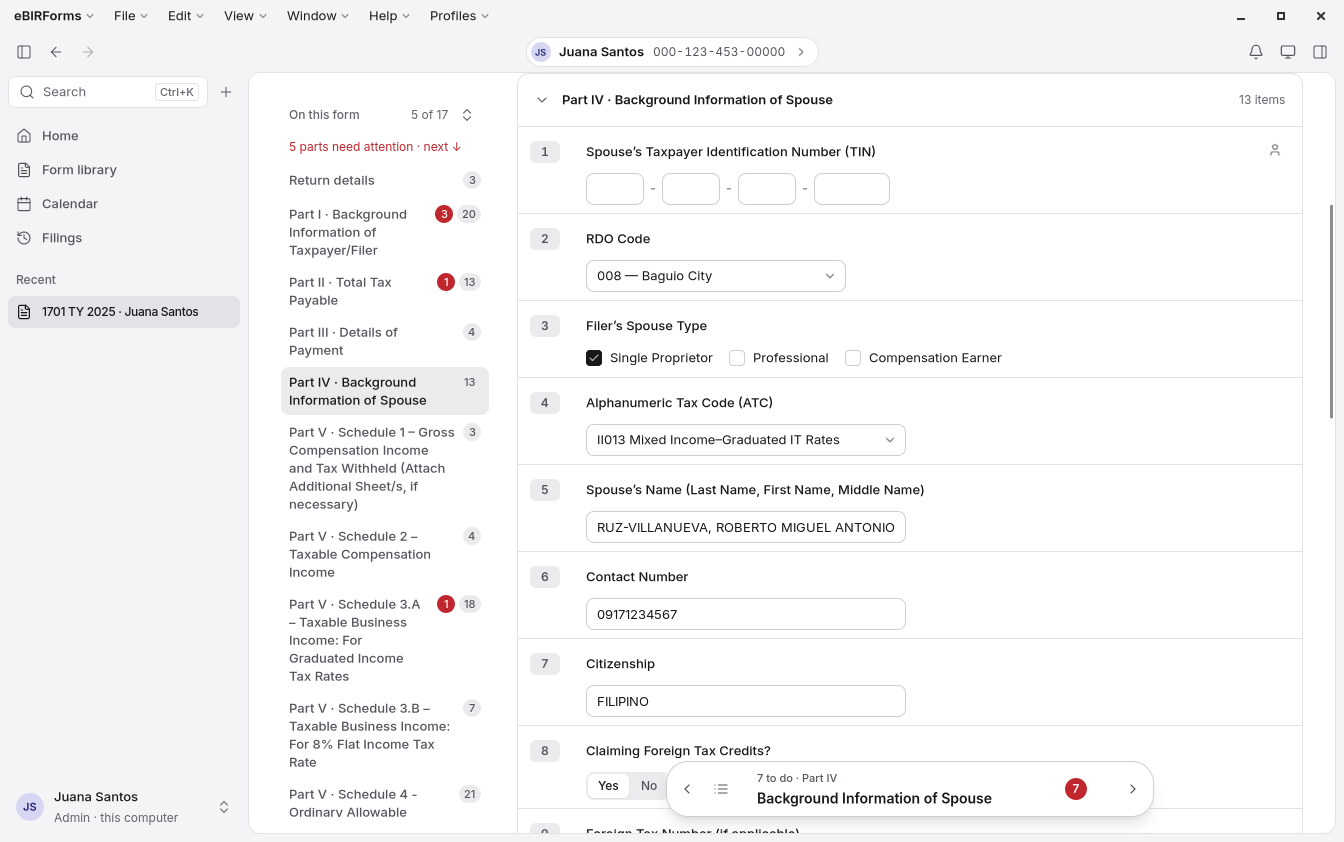 eBIRForms File Edit View Window Help Profiles
JS Juana Santos 000-123-453-00000
Search Ctrl+K
Home
Form library
Calendar
Filings
Recent
1701 TY 2025 · Juana Santos
JS Juana Santos
Admin · this computer
On this form 5 of 17
5 parts need attention · next ↓
Return details 3
Part I · Background 3 20
Information of
Taxpayer/Filer
Part II · Total Tax 1 13
Payable
Part III · Details of 4
Payment
Part IV · Background 13
Information of Spouse
Part V · Schedule 1 – Gross 3
Compensation Income
and Tax Withheld (Attach
Additional Sheet/s, if
necessary)
Part V · Schedule 2 – 4
Taxable Compensation
Income
Part V · Schedule 3.A 1 18
– Taxable Business
Income: For
Graduated Income
Tax Rates
Part V · Schedule 3.B – 7
Taxable Business Income:
For 8% Flat Income Tax
Rate
Part V · Schedule 4 - 21
Ordinary Allowable
Part IV · Background Information of Spouse 13 items
1 Spouse’s Taxpayer Identification Number (TIN)
- - -
2 RDO Code
008 — Baguio City
3 Filer’s Spouse Type
Single Proprietor Professional Compensation Earner
4 Alphanumeric Tax Code (ATC)
II013 Mixed Income–Graduated IT Rates
5 Spouse’s Name (Last Name, First Name, Middle Name)
RUZ-VILLANUEVA, ROBERTO MIGUEL ANTONIO
6 Contact Number
09171234567
7 Citizenship
FILIPINO
8 Claiming Foreign Tax Credits?
Yes No
9 Foreign Tax Number (if applicable)
7 to do · Part IV
Background Information of Spouse 7